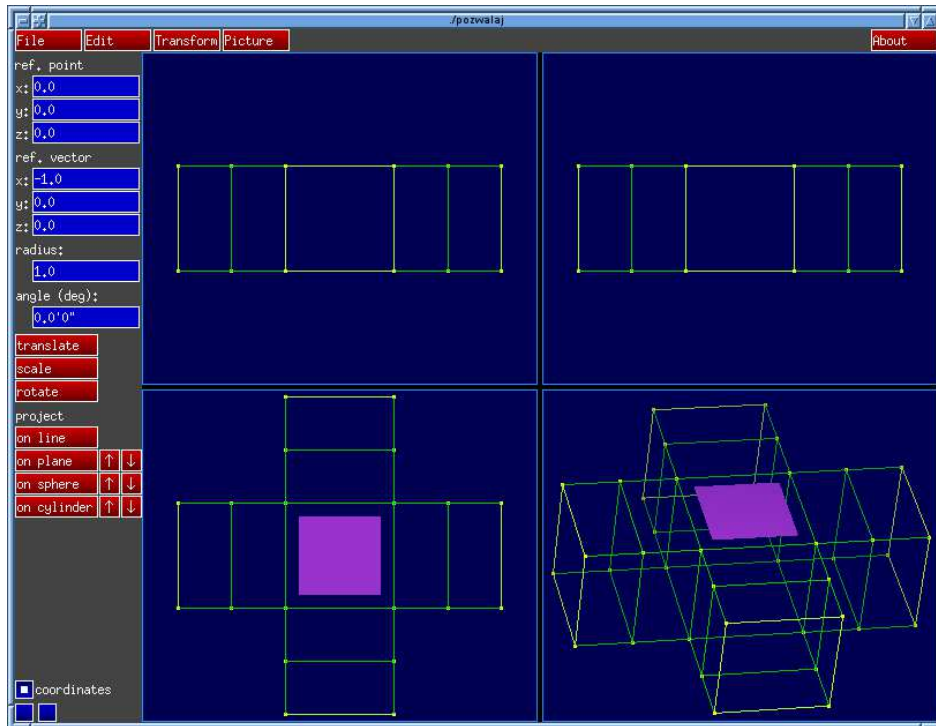 ./pozwalaj
File Edit Transform Picture About
ref. point
x: 0.0
y: 0.0
z: 0.0
ref. vector
x: -1.0
y: 0.0
z: 0.0
radius:
1.0
angle (deg):
0.0'0"
translate
scale
rotate
project
on line
on plane ↑ ↓
on sphere ↑ ↓
on cylinder ↑ ↓
coordinates